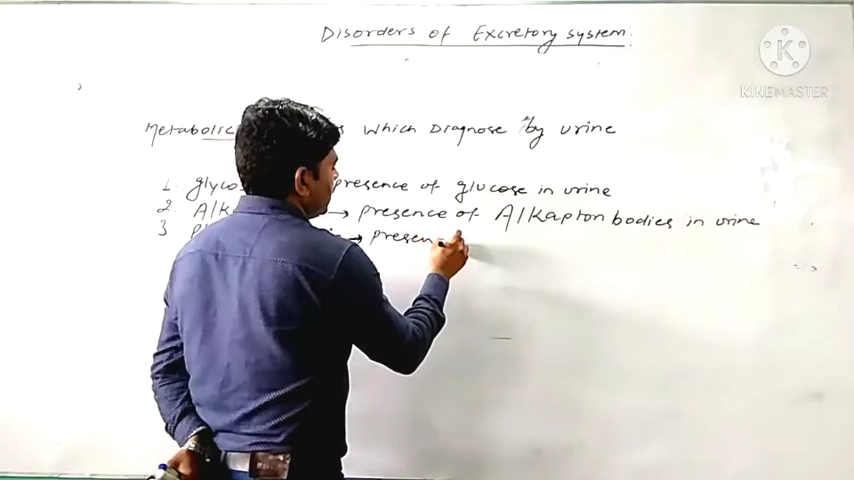 Disorders of Excretory system.
K
KINEMASTER
Metabolic which Diagnose by urine
1. glyco presence of glucose in urine
2. Alk → presence of Alkapton bodies in urine
3 → presen